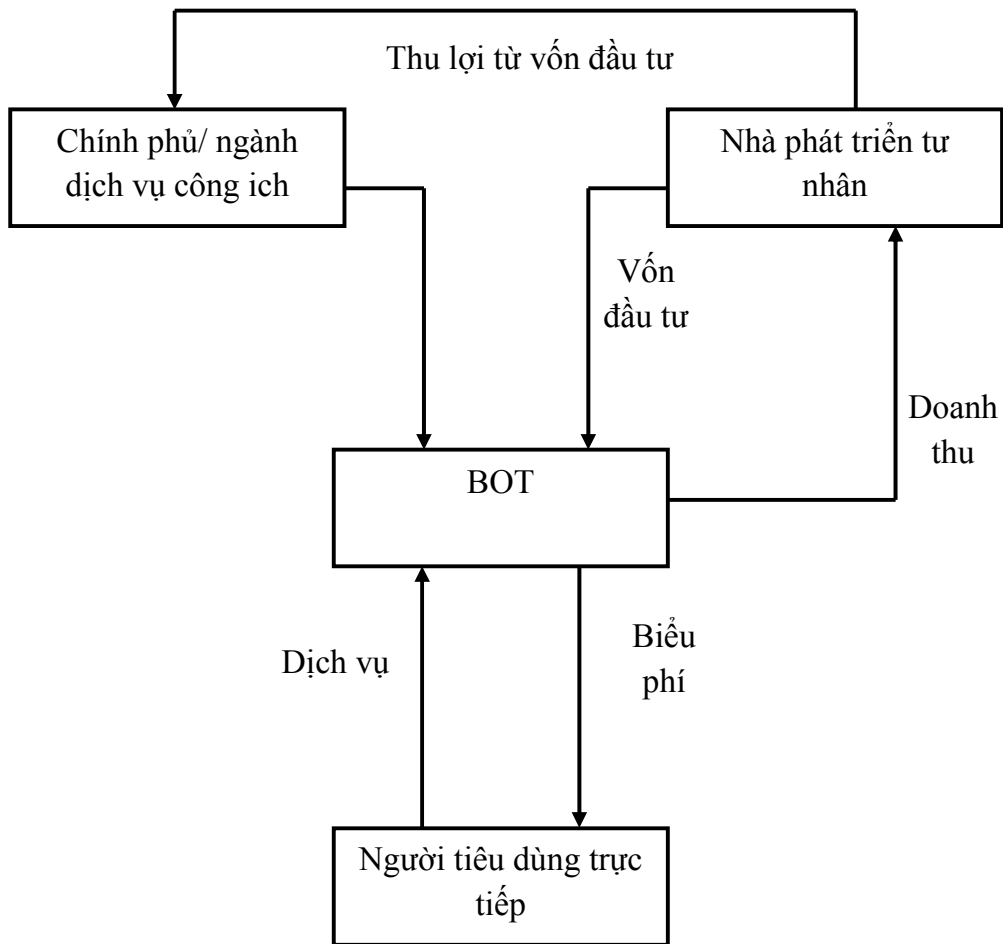 Thu lợi từ vốn đầu tư
Chính phủ/ ngành
dịch vụ công ich
Nhà phát triển tư
nhân
Vốn
đầu tư
Doanh
thu
BOT
Dịch vụ
Biểu
phí
Người tiêu dùng trực
tiếp